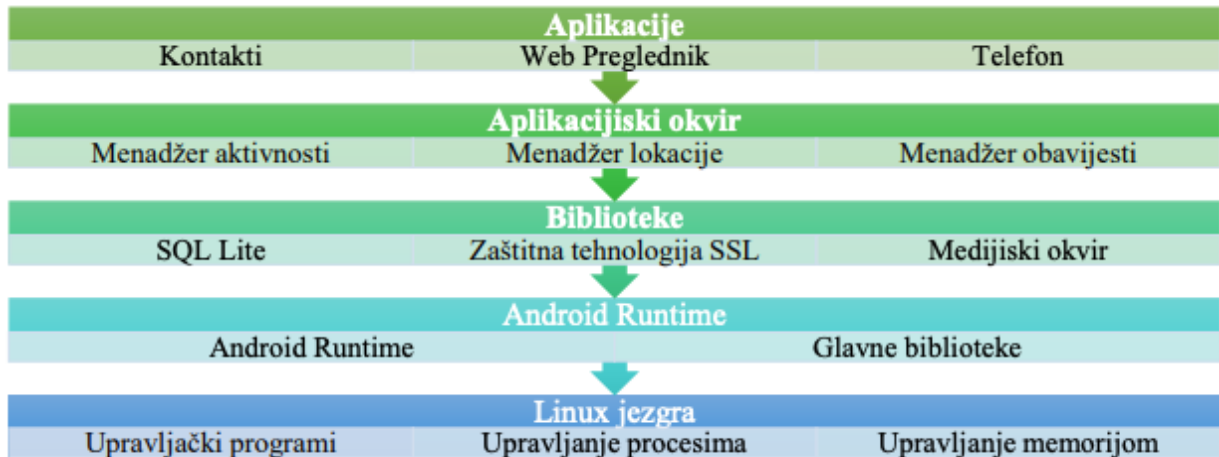 Aplikacije
Kontakti Web Preglednik Telefon
Aplikacijiski okvir
Menadžer aktivnosti Menadžer lokacije Menadžer obavijesti
Biblioteke
SQL Lite Zaštitna tehnologija SSL Medijiski okvir
Android Runtime
Android Runtime Glavne biblioteke
Linux jezgra
Upravljački programi Upravljanje procesima Upravljanje memorijom